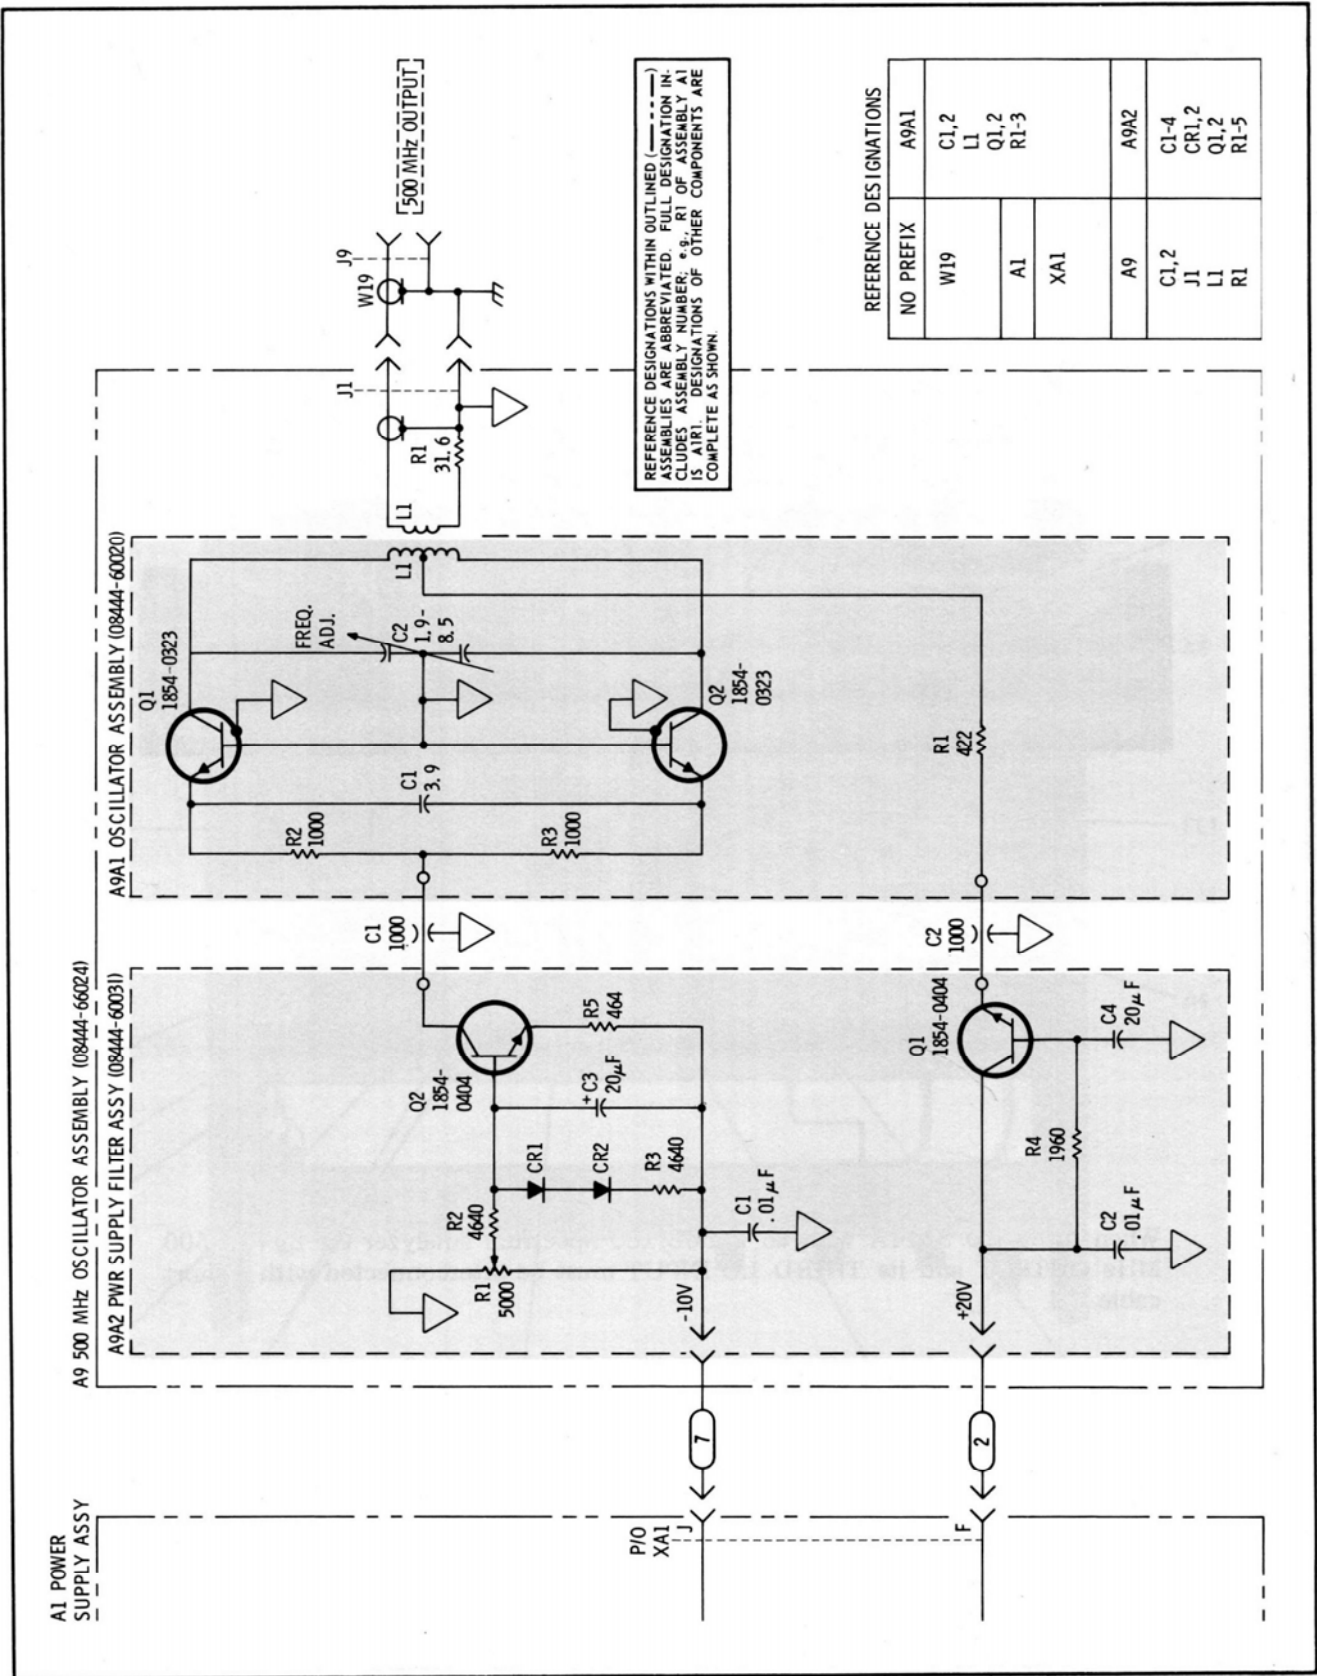 A1 POWER
SUPPLY ASSY
P/O
XA1
J
F
7
2
A9 500 MHz OSCILLATOR ASSEMBLY (08444-66024)
A9A2 PWR SUPPLY FILTER ASSY (08444-60031)
R1
5000
R2
4640
CR1
CR2
R3
4640
Q2
1854-
0404
+C3
20µF
R5
464
-10V
C1
.01µF
+20V
C2
.01µF
R4
1960
Q1
1854-0404
C4
20µF
C1
1000
C2
1000
A9A1 OSCILLATOR ASSEMBLY (08444-60020)
R2
1000
R3
1000
C1
3.9
Q1
1854-0323
FREQ.
ADJ.
C2
1.9-
8.5
Q2
1854-
0323
R1
422
L1
L1
R1
31.6
J1
W19
J9
500 MHz OUTPUT
REFERENCE DESIGNATIONS WITHIN OUTLINED (— - —)
ASSEMBLIES ARE ABBREVIATED. FULL DESIGNATION IN-
CLUDES ASSEMBLY NUMBER; e.g., R1 OF ASSEMBLY A1
IS A1R1. DESIGNATIONS OF OTHER COMPONENTS ARE
COMPLETE AS SHOWN.
REFERENCE DESIGNATIONS
NO PREFIX A9A1
W19 C1,2
L1
Q1,2
R1-3
A1
XA1
A9 A9A2
C1,2 C1-4
J1 CR1,2
L1 Q1,2
R1 R1-5